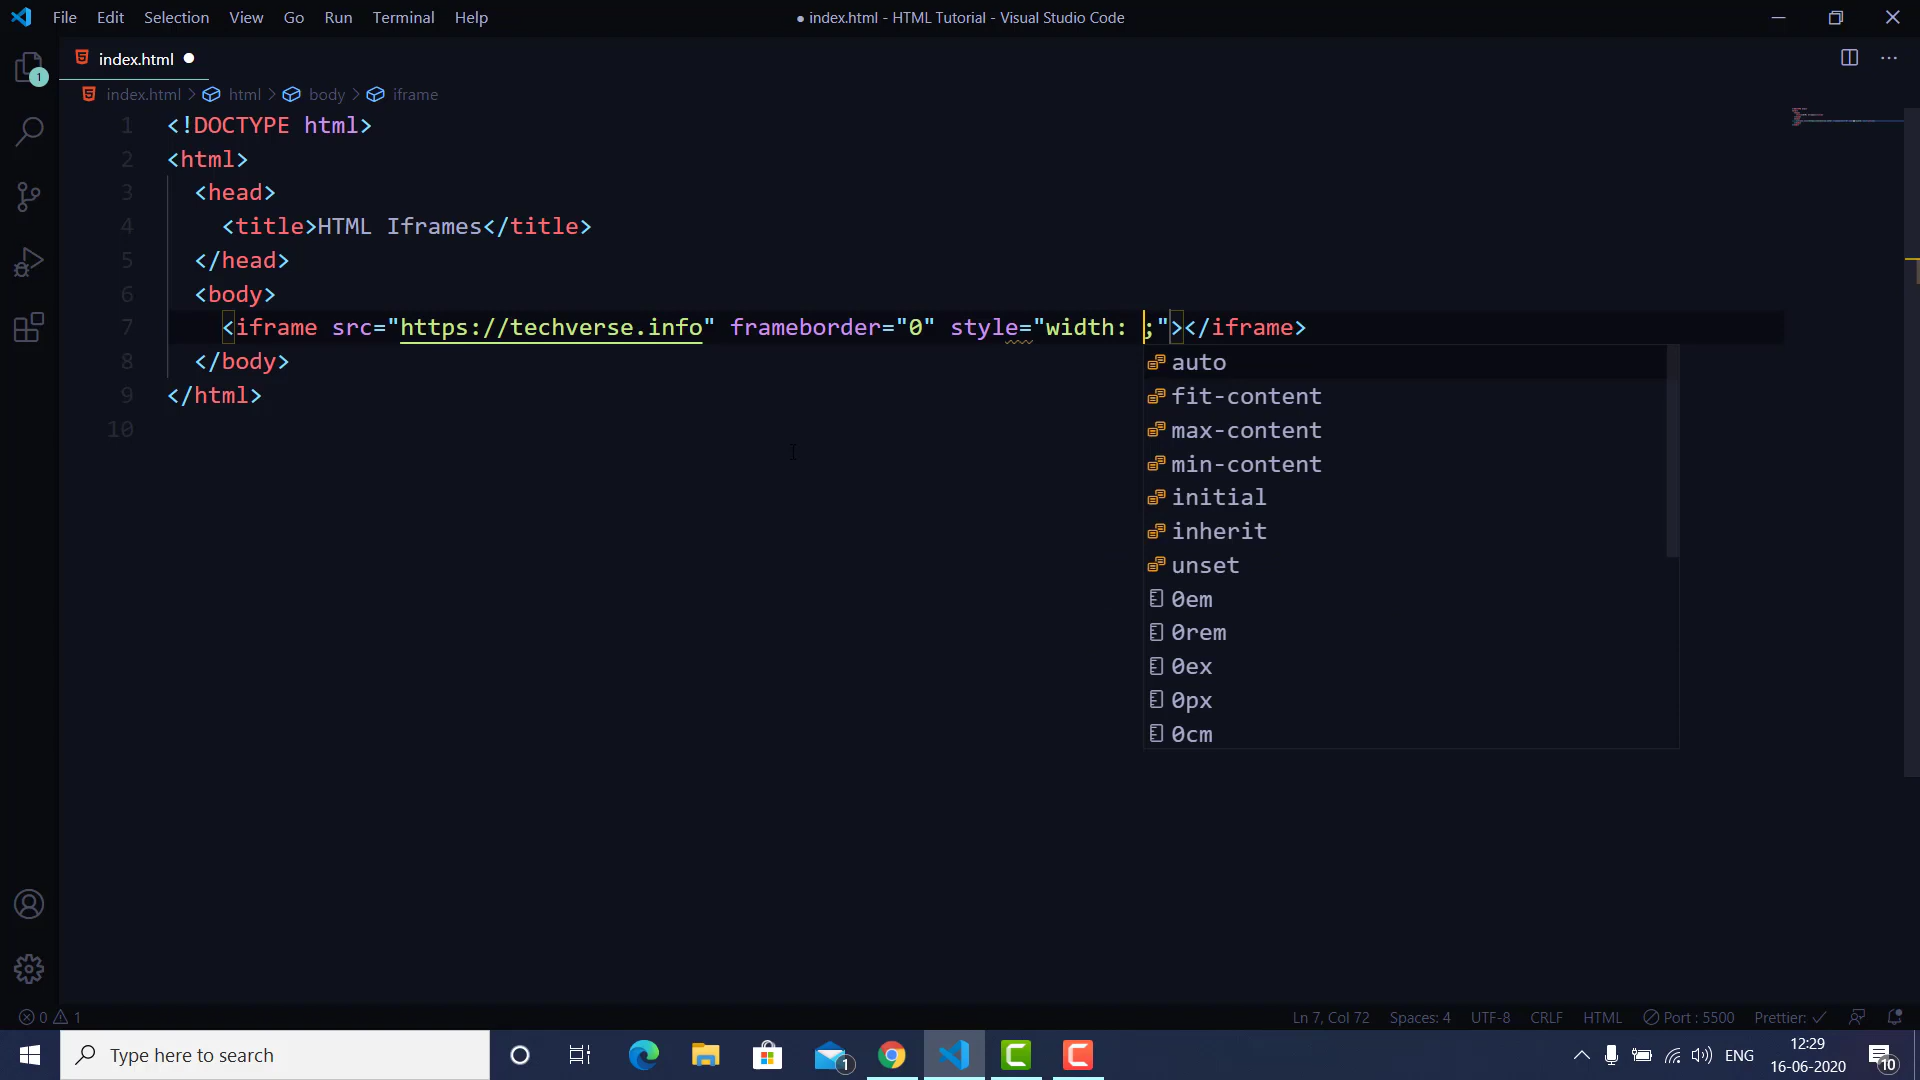 File Edit Selection View Go Run Terminal Help
● index.html - HTML Tutorial - Visual Studio Code
index.html
1
index.html > html > body > iframe
1 <!DOCTYPE html>
2 <html>
3 <head>
4 <title>HTML Iframes</title>
5 </head>
6 <body>
7 <iframe src="https://techverse.info" frameborder="0" style="width: ;"></iframe>
8 </body>
9 </html>
10
auto
fit-content
max-content
min-content
initial
inherit
unset
0em
0rem
0ex
0px
0cm
0 1
Ln 7, Col 72 Spaces: 4 UTF-8 CRLF HTML Port : 5500 Prettier: ✓
Type here to search
1
ENG
12:29
16-06-2020
10